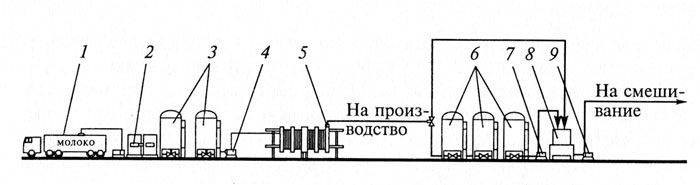 1 2 3 4 5 6 7 8 9
МОЛОКО
На произ-
водство
На смеши-
вание